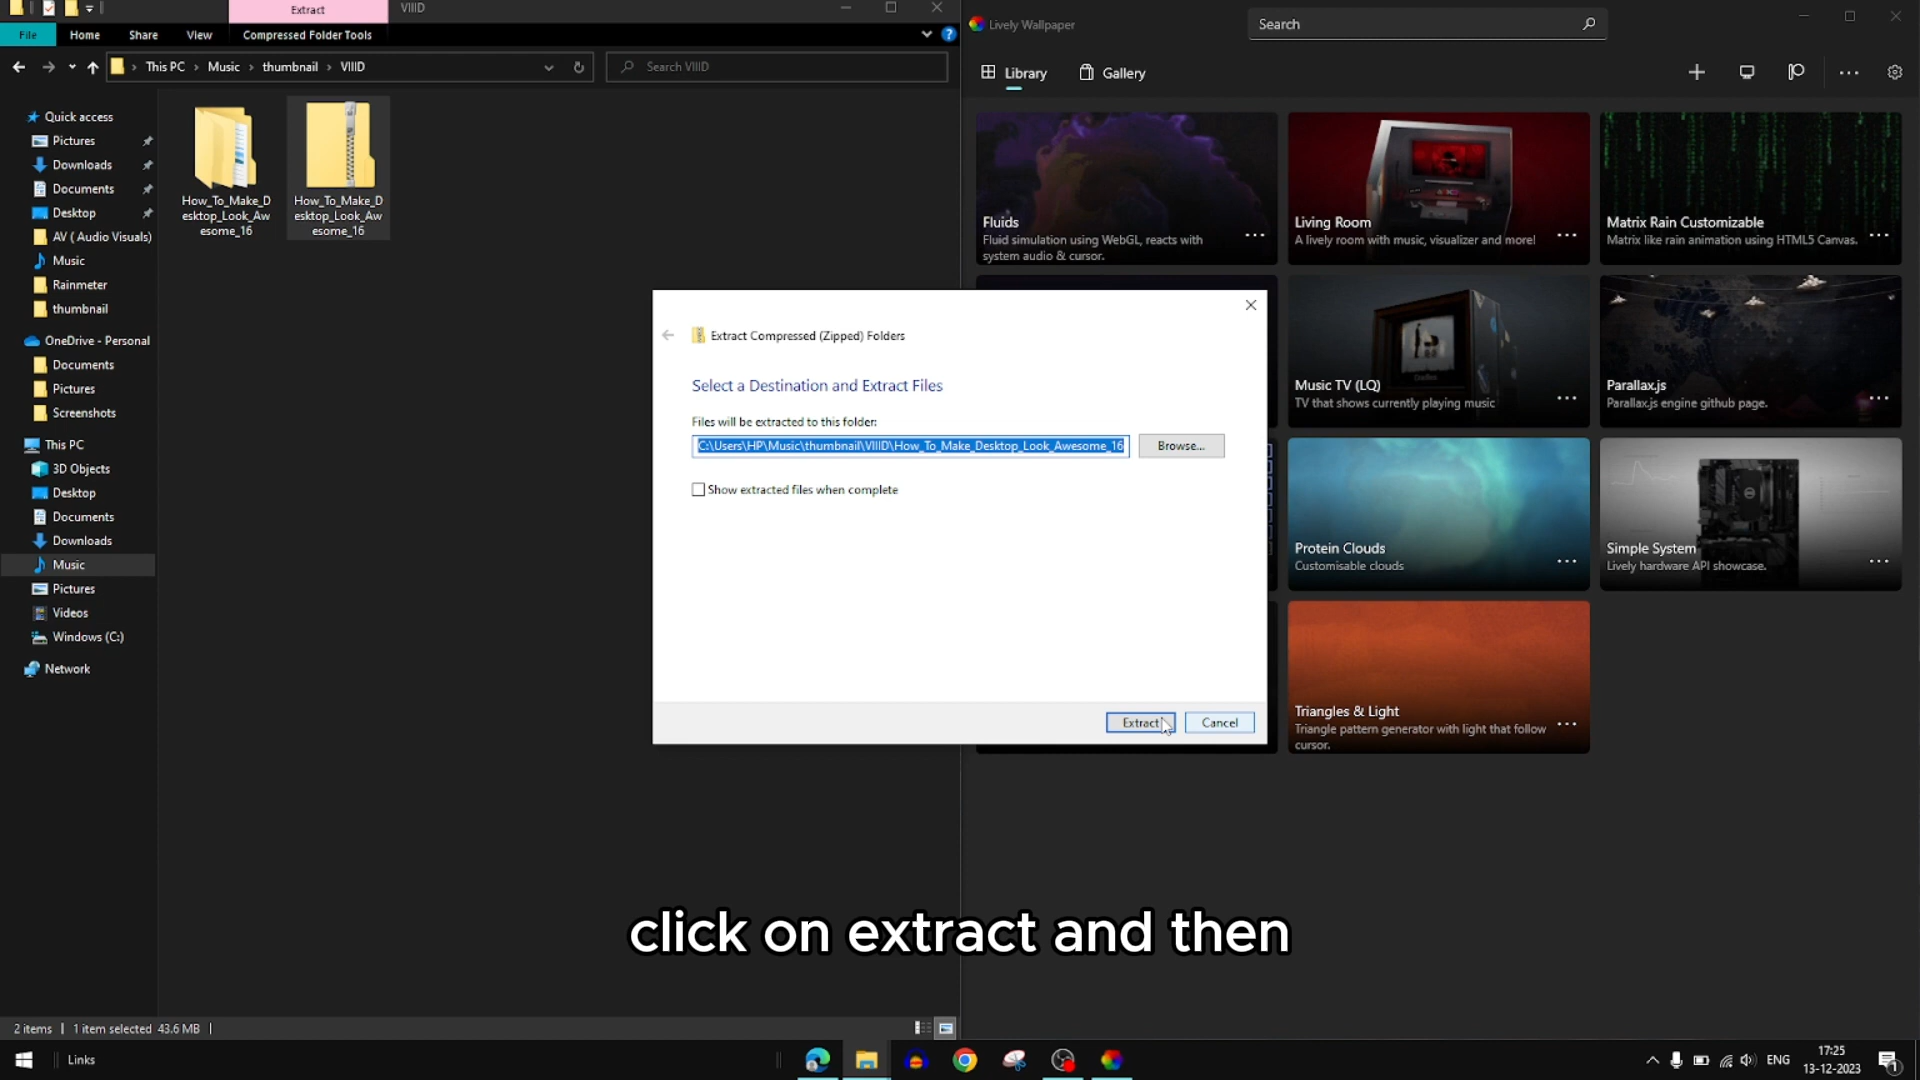 Extract
VIIID
File
Home
Share
View
Compressed Folder Tools
This PC > Music > thumbnail > VIIID
Search VIIID
Quick access
Pictures
Downloads
Documents
Desktop
AV ( Audio Visuals)
Music
Rainmeter
thumbnail
OneDrive - Personal
Documents
Pictures
Screenshots
This PC
3D Objects
Desktop
Documents
Downloads
Music
Pictures
Videos
Windows (C:)
Network
How_To_Make_D
esktop_Look_Aw
esome_16
How_To_Make_D
esktop_Look_Aw
esome_16
2 items
1 item selected 43.6 MB
Lively Wallpaper
Search
Library
Gallery
Fluids
Fluid simulation using WebGL, reacts with
system audio & cursor.
Living Room
A lively room with music, visualizer and more!
Matrix Rain Customizable
Matrix like rain animation using HTML5 Canvas.
Music TV (LQ)
TV that shows currently playing music
Parallax.js
Parallax.js engine github page.
Protein Clouds
Customisable clouds
Simple System
Lively hardware API showcase.
Triangles & Light
Triangle pattern generator with light that follow
cursor.
Extract Compressed (Zipped) Folders
Select a Destination and Extract Files
Files will be extracted to this folder:
C:\Users\HP\Music\thumbnail\VIIID\How_To_Make_Desktop_Look_Awesome_16
Browse...
Show extracted files when complete
Extract
Cancel
click on extract and then
Links
ENG
17:25
13-12-2023
1